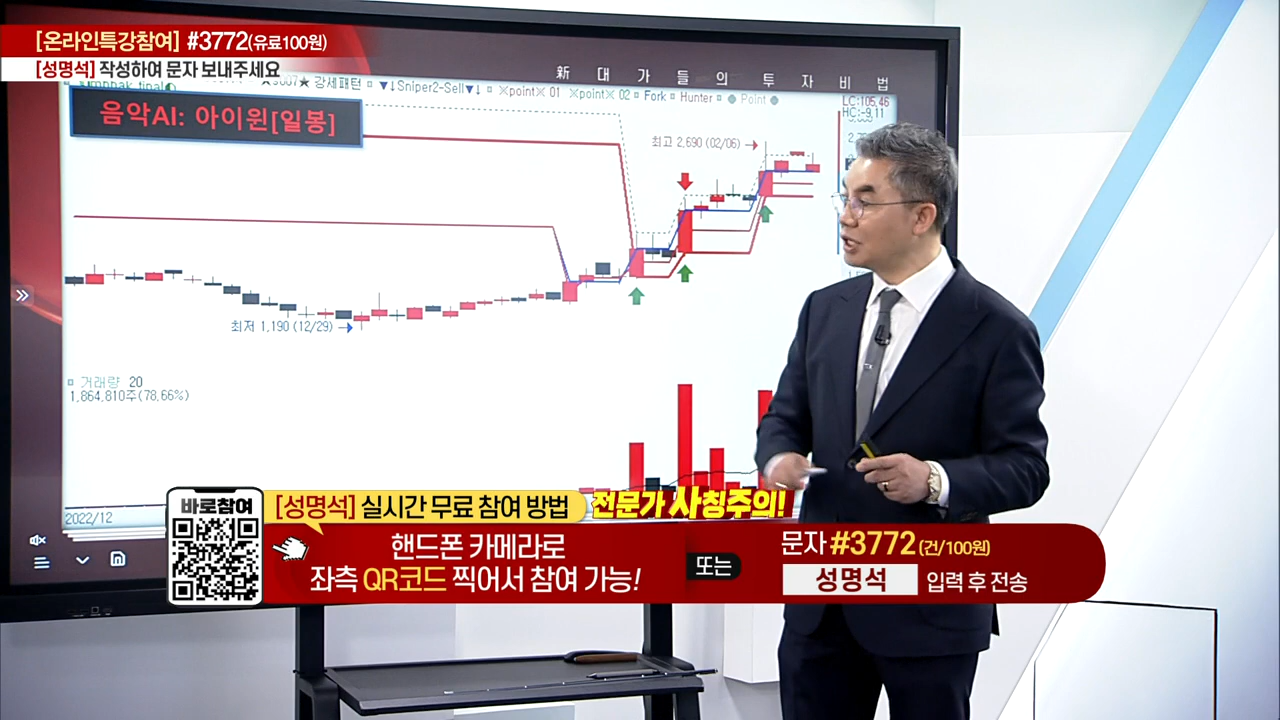 [온라인특강참여] #3772(유료100원)
[성명석] 작성하여 문자 보내주세요
新 대 가 들 의 투 자 비 법
강세패턴 ▼↓Sniper2-Sell▼↓ ※point※ 01 ※point※ 02 Fork Hunter Point
LC:105.46
HC:-9.11
음악AI: 아이윈[일봉]
최고 2,690 (02/06)
최저 1,190 (12/29)
거래량 20
1,864,810주(78.66%)
2022/12
바로참여
[성명석] 실시간 무료 참여 방법
전문가 사칭주의!
핸드폰 카메라로
좌측 QR코드 찍어서 참여 가능!
또는
문자 #3772 (건/100원)
성명석 입력 후 전송